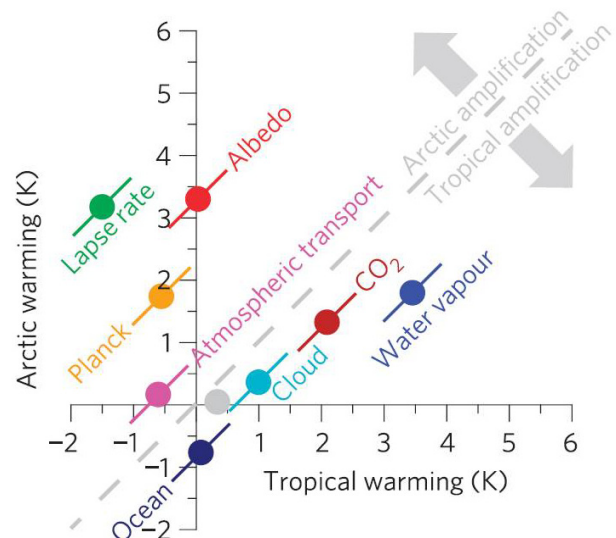 6
5
4
3
2
1
-1
-2
-2
-1
0
1
2
3
4
5
6
Arctic warming (K)
Tropical warming (K)
Arctic amplification
Tropical amplification
Albedo
Lapse rate
Atmospheric transport
Planck
CO₂
Water vapour
Cloud
Ocean